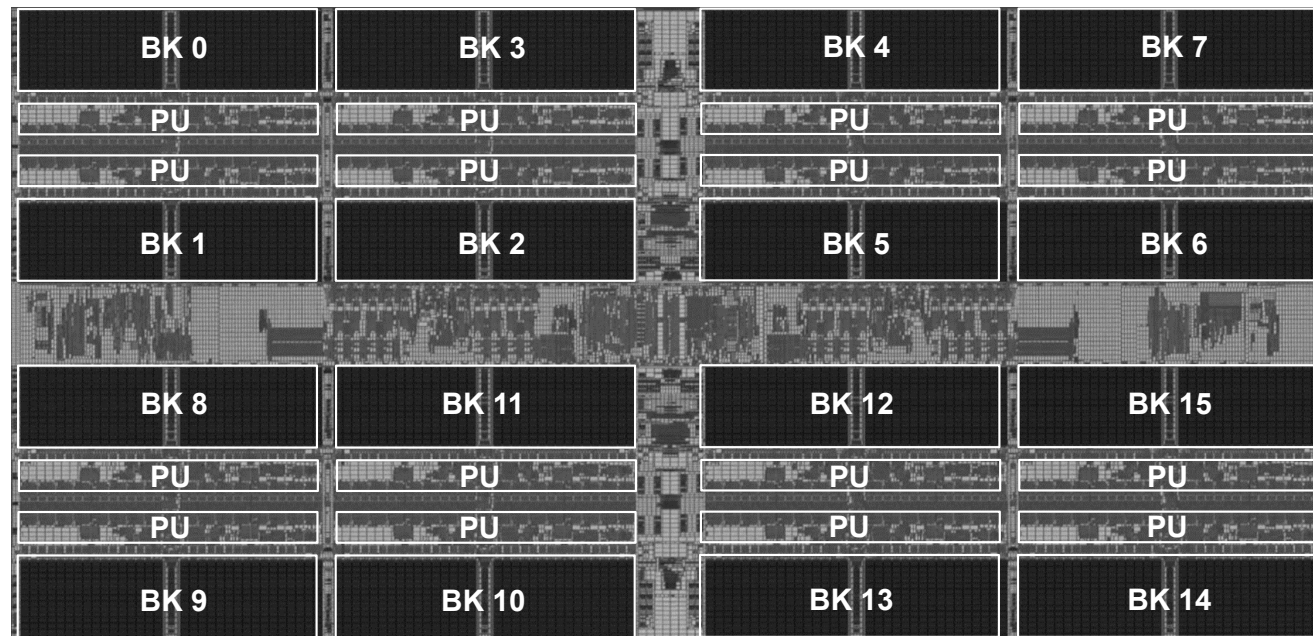 BK 0 BK 3 BK 4 BK 7
PU PU PU PU
PU PU PU PU
BK 1 BK 2 BK 5 BK 6
BK 8 BK 11 BK 12 BK 15
PU PU PU PU
PU PU PU PU
BK 9 BK 10 BK 13 BK 14